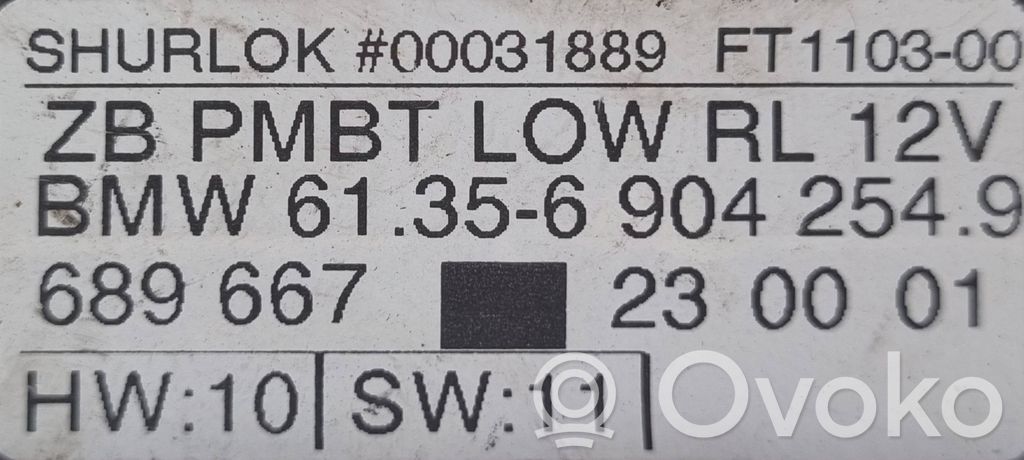 SHURLOK #00031889 FT1103-00
ZB PMBT LOW RL 12V
BMW 61.35-6 904 254.9
689 667 23 00 01
HW:10 SW:11
Ovoko